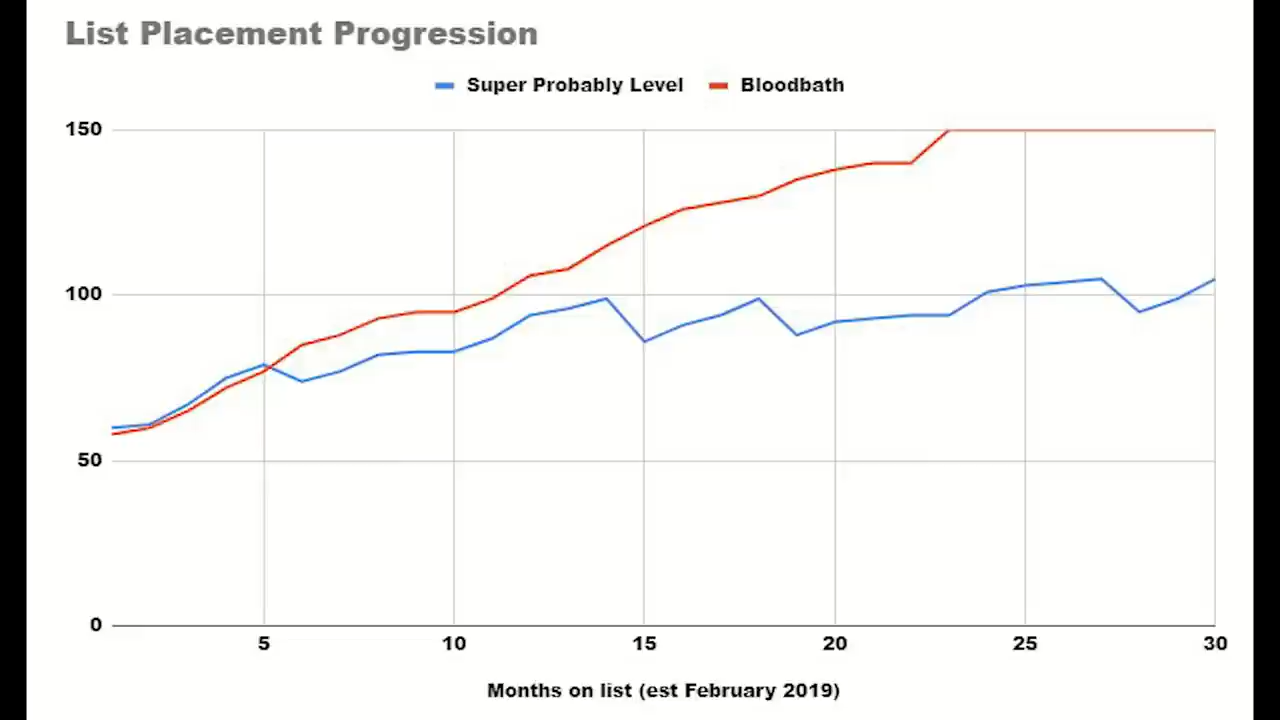 List Placement Progression
Super Probably Level Bloodbath
150
100
50
0
5 10 15 20 25 30
Months on list (est February 2019)